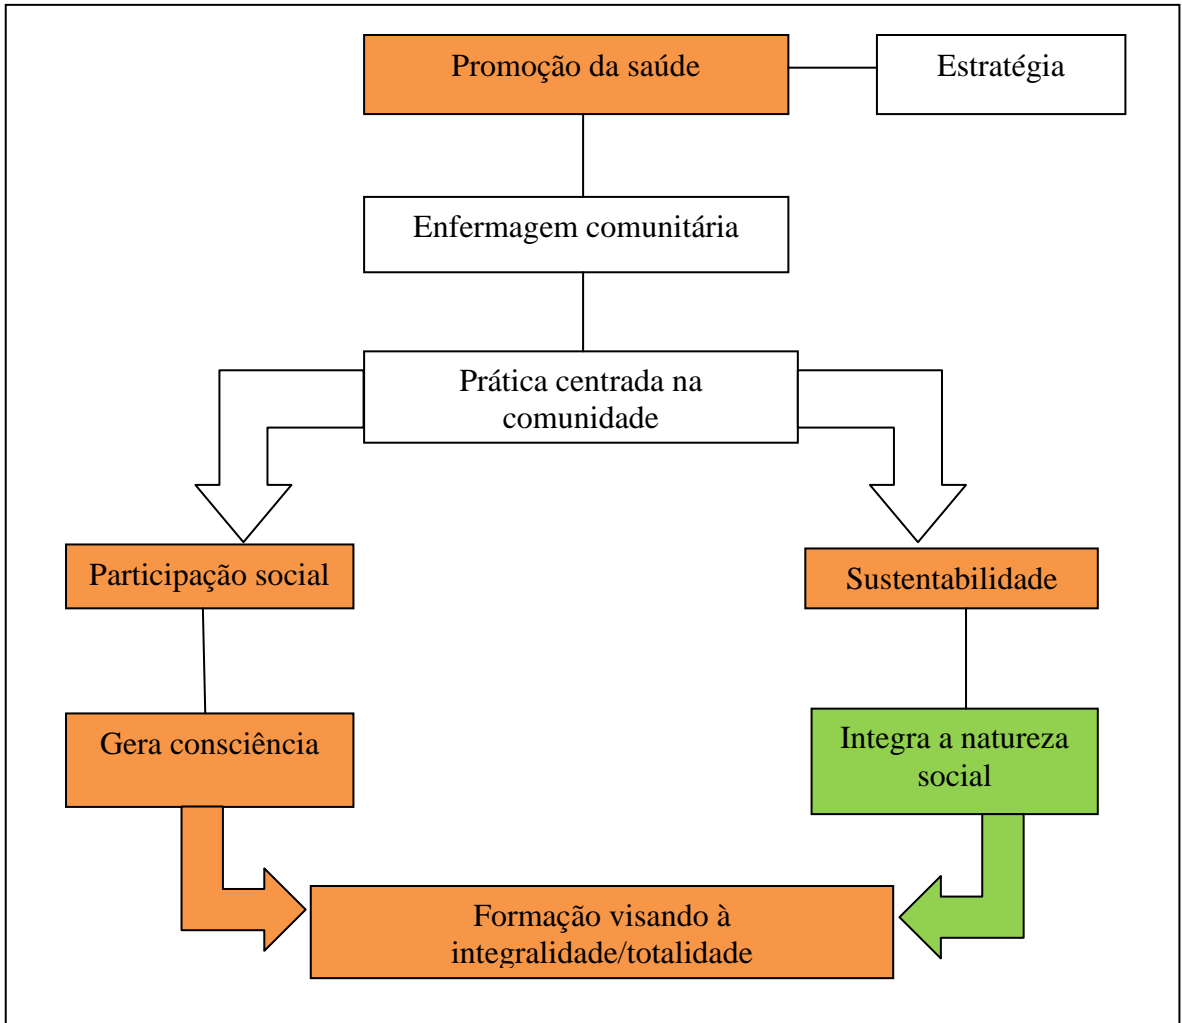 Promoção da saúde
Estratégia
Enfermagem comunitária
Prática centrada na
comunidade
Participação social
Sustentabilidade
Gera consciência
Integra a natureza
social
Formação visando à
integralidade/totalidade